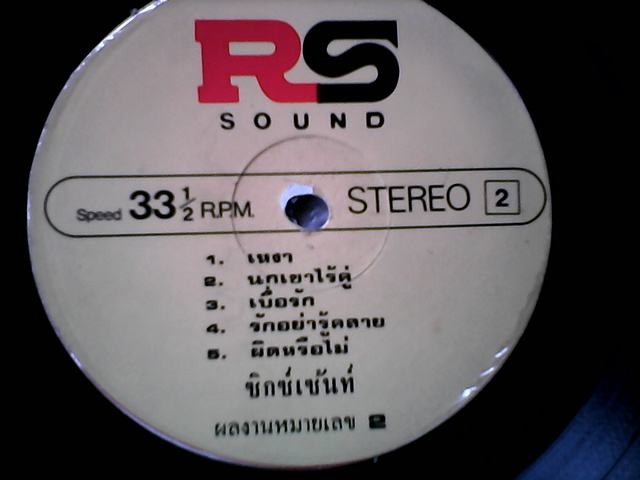 RS
SOUND
Speed 33 1/2 R.P.M. STEREO 2
1. เหงา
2. นกเขาไร้คู่
3. เบื่อรัก
4. รักอย่ารู้คลาย
5. ผิดหรือไม่
ซิกซ์เซ้นท์
ผลงานหมายเลข 2